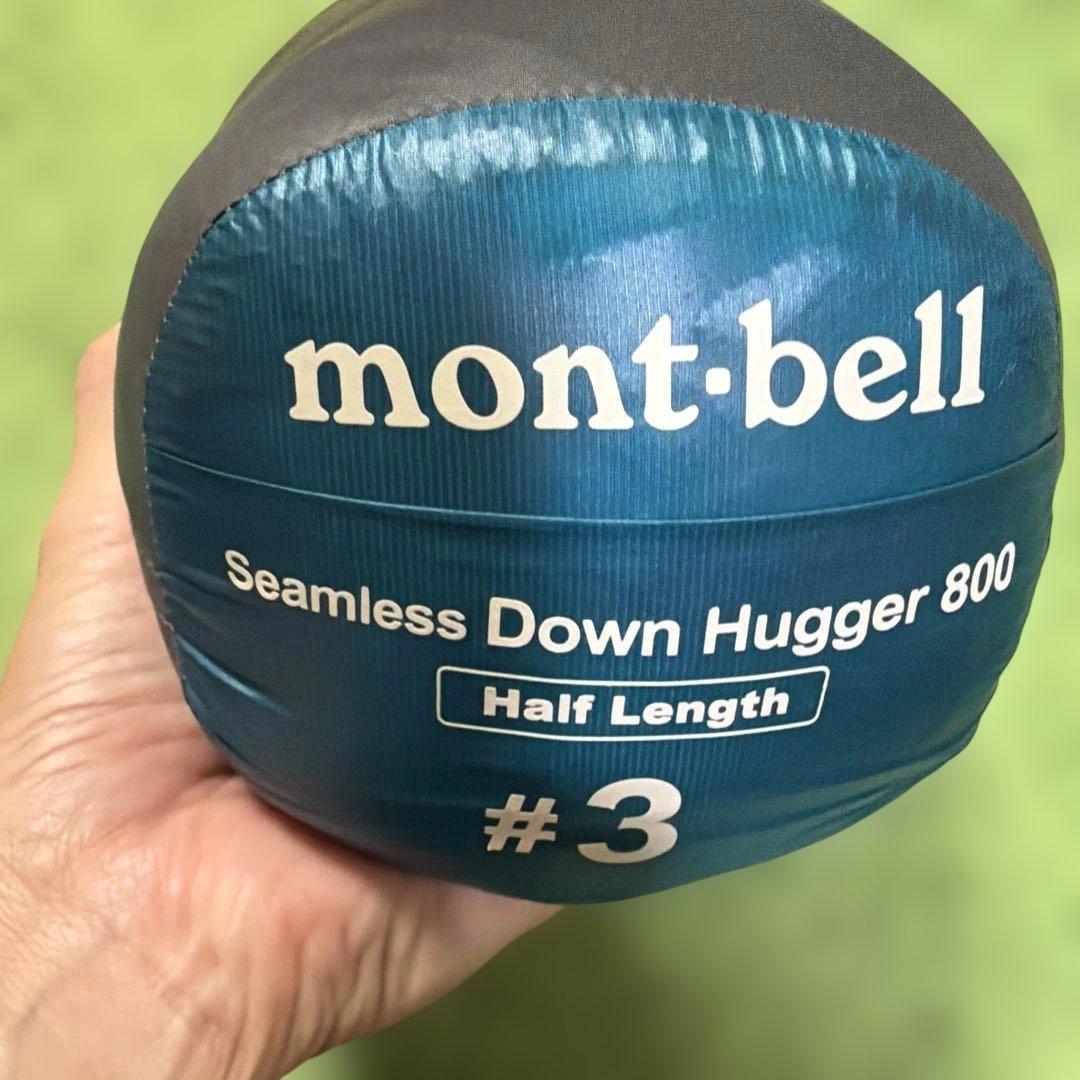 mont·bell
Seamless Down Hugger 800
Half Length
#3